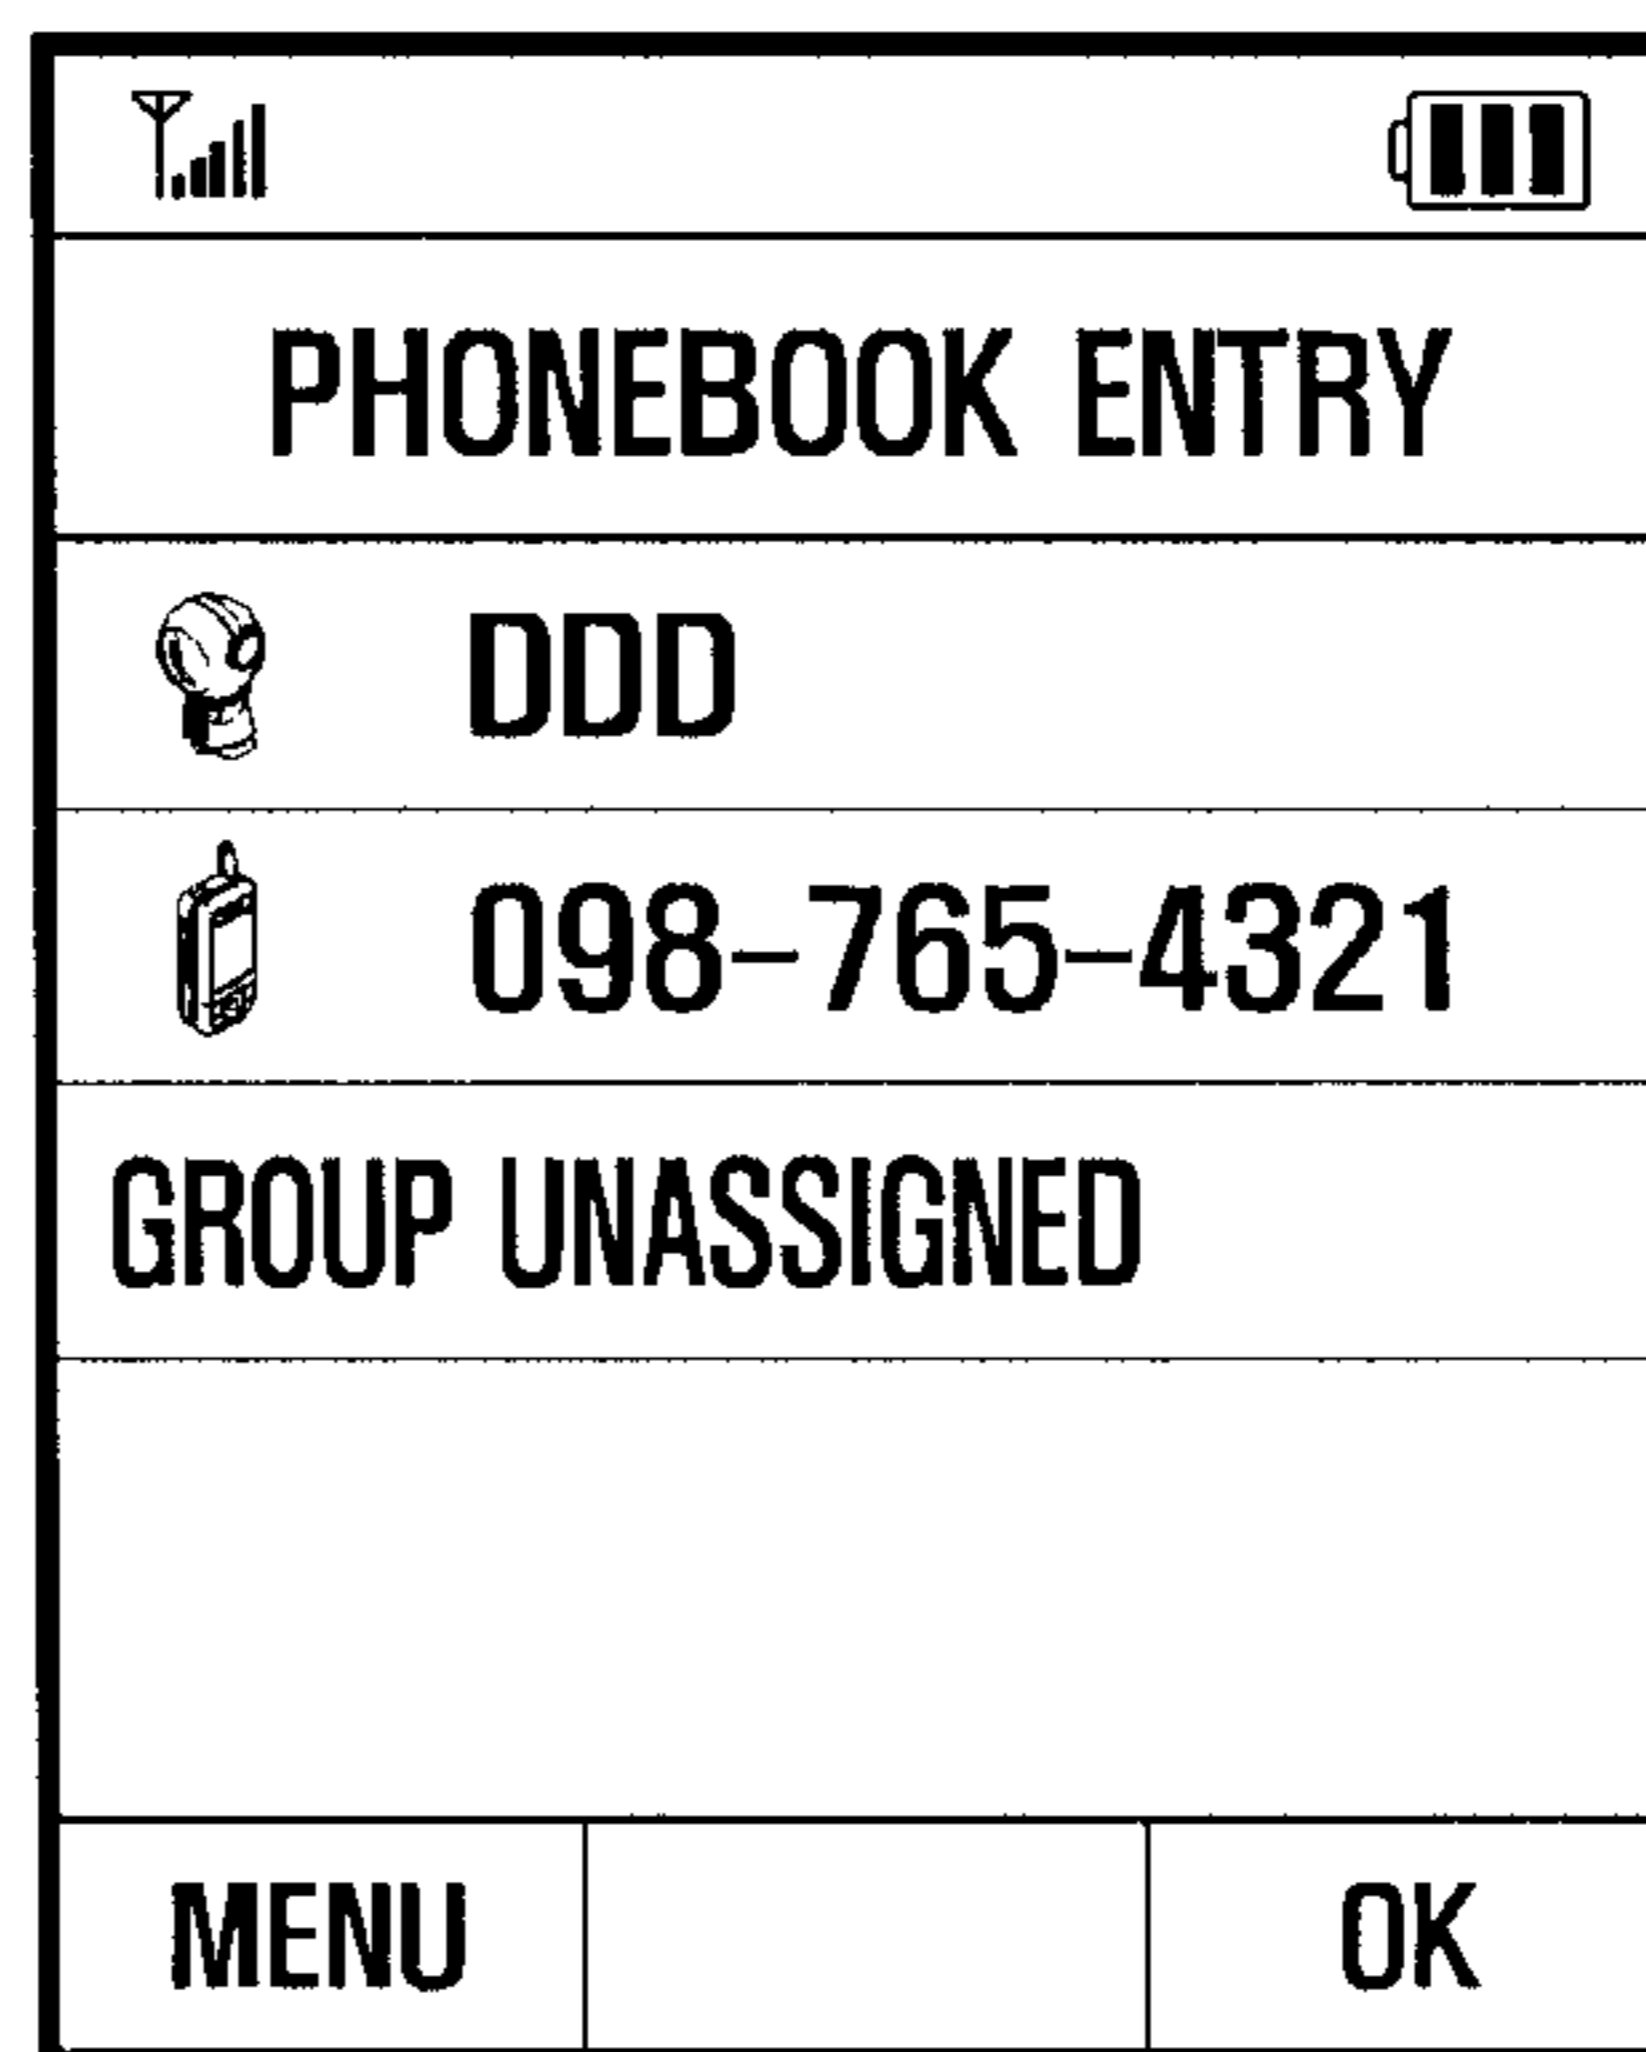 PHONEBOOK ENTRY
DDD
098-765-4321
GROUP UNASSIGNED
MENU
OK